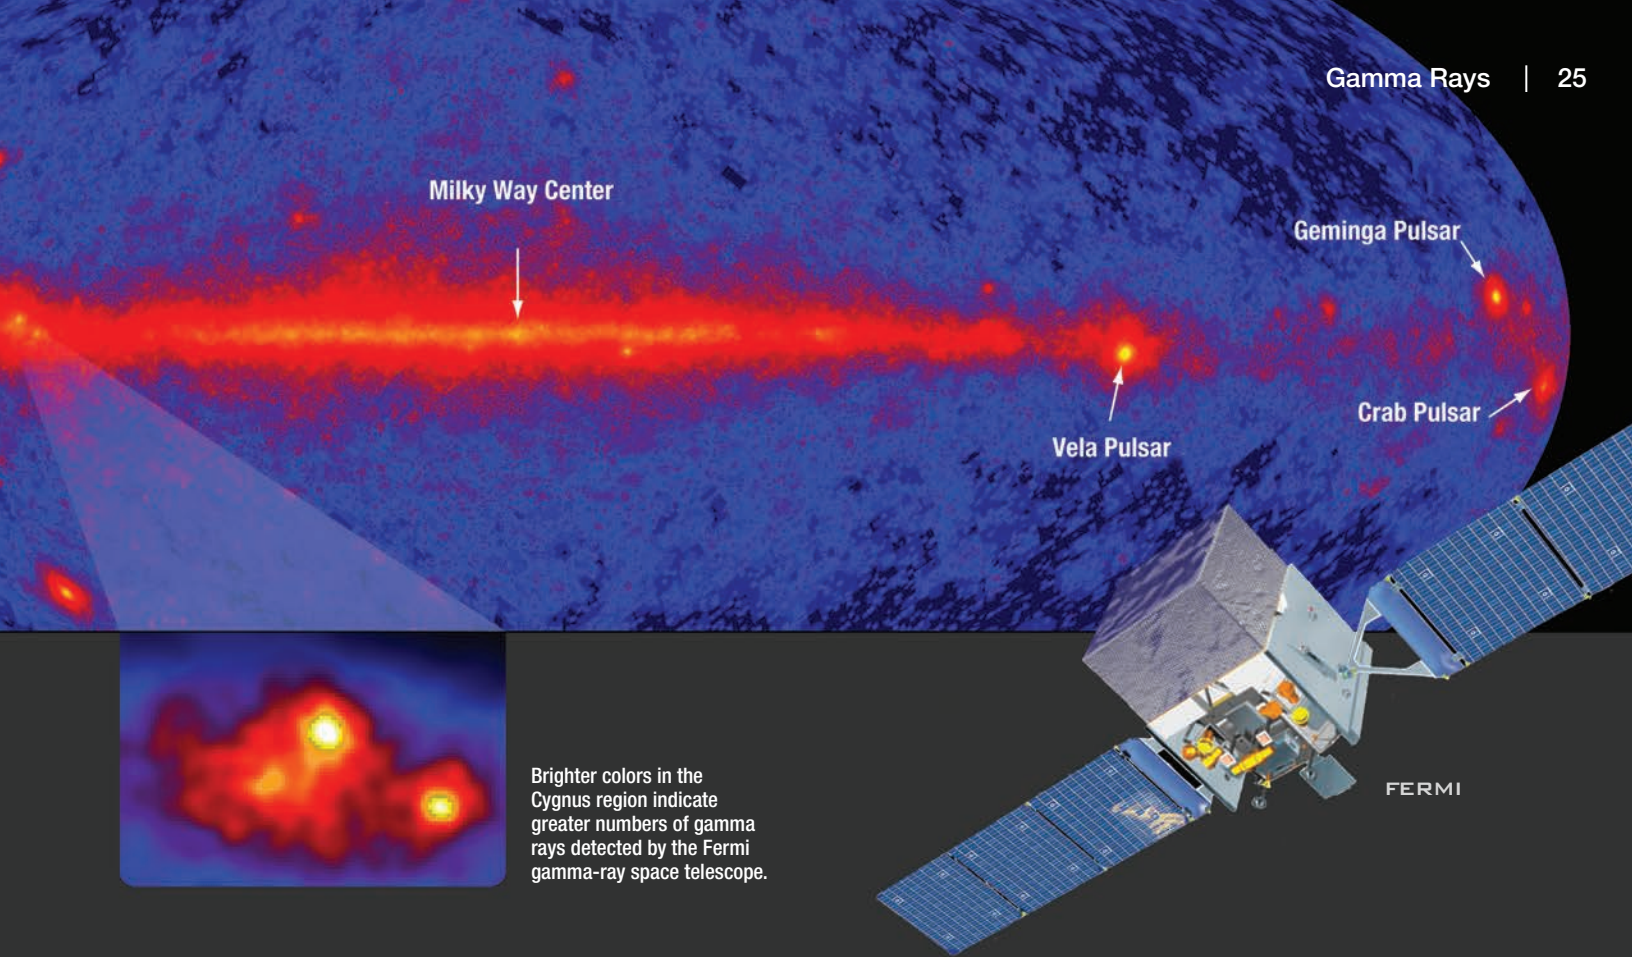 Gamma Rays | 25
Milky Way Center
Geminga Pulsar
Crab Pulsar
Vela Pulsar
Brighter colors in the
Cygnus region indicate
greater numbers of gamma
rays detected by the Fermi
gamma-ray space telescope.
FERMI